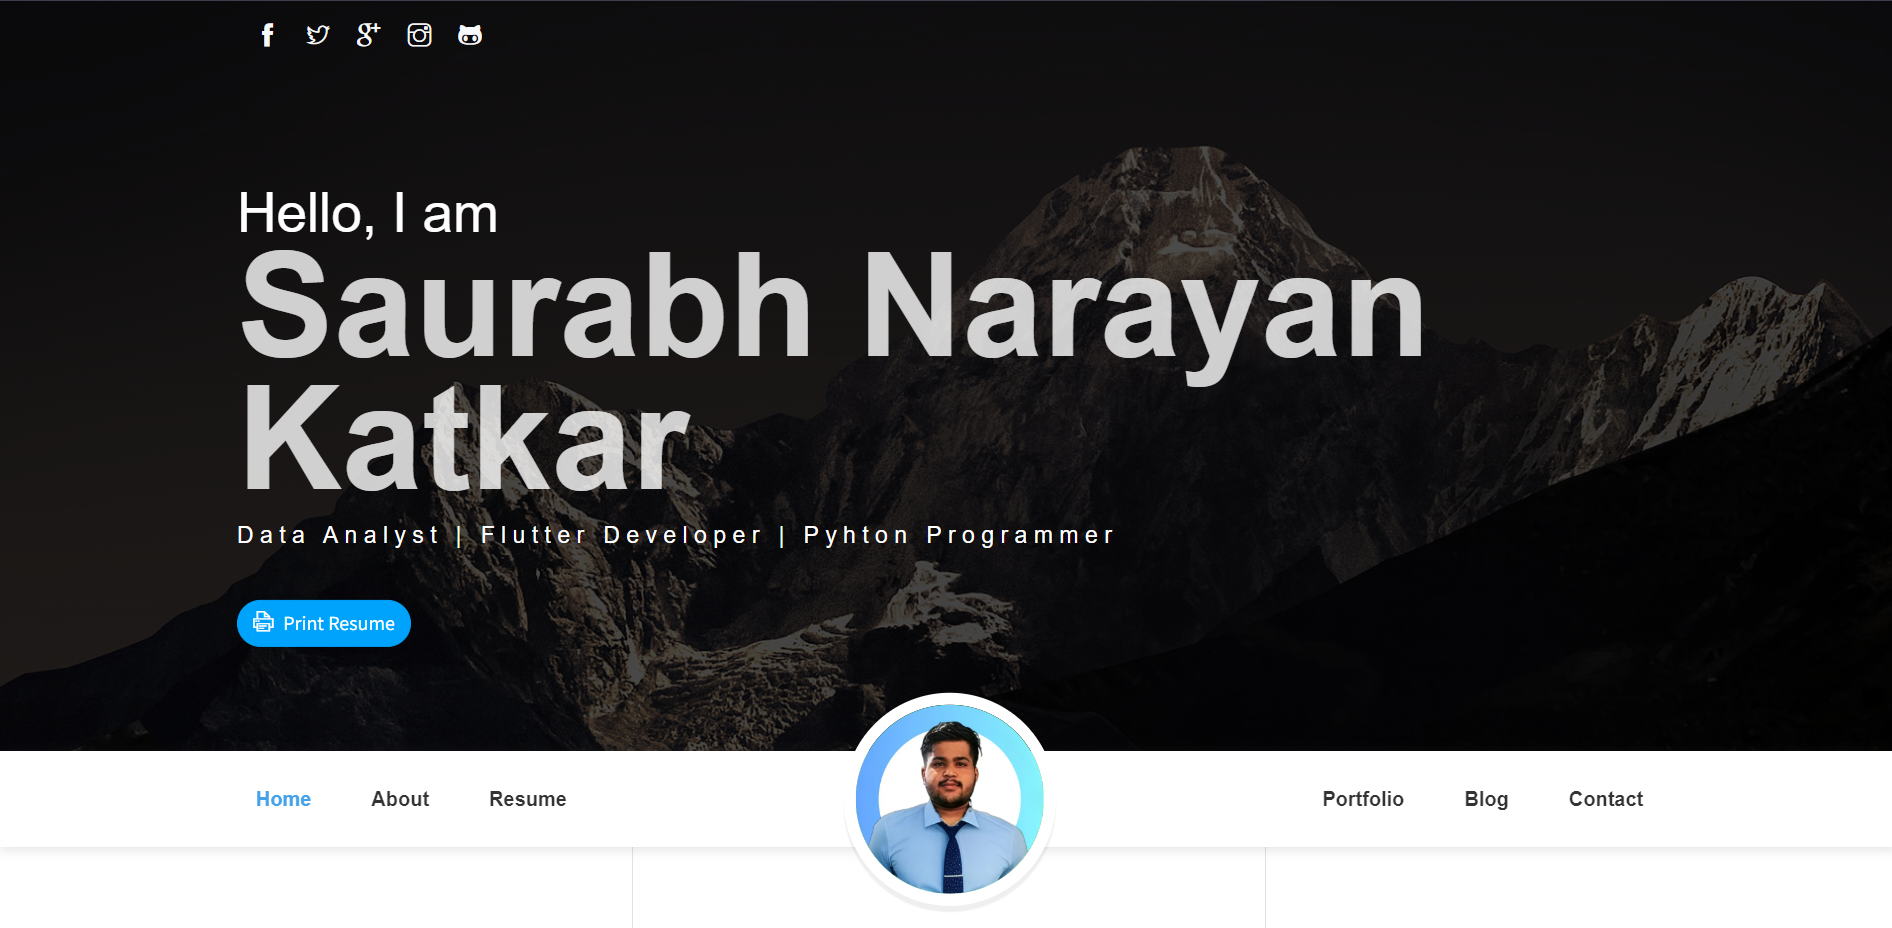 Hello, I am
Saurabh Narayan
Katkar
Data Analyst | Flutter Developer | Pyhton Programmer
Print Resume
Home About Resume Portfolio Blog Contact